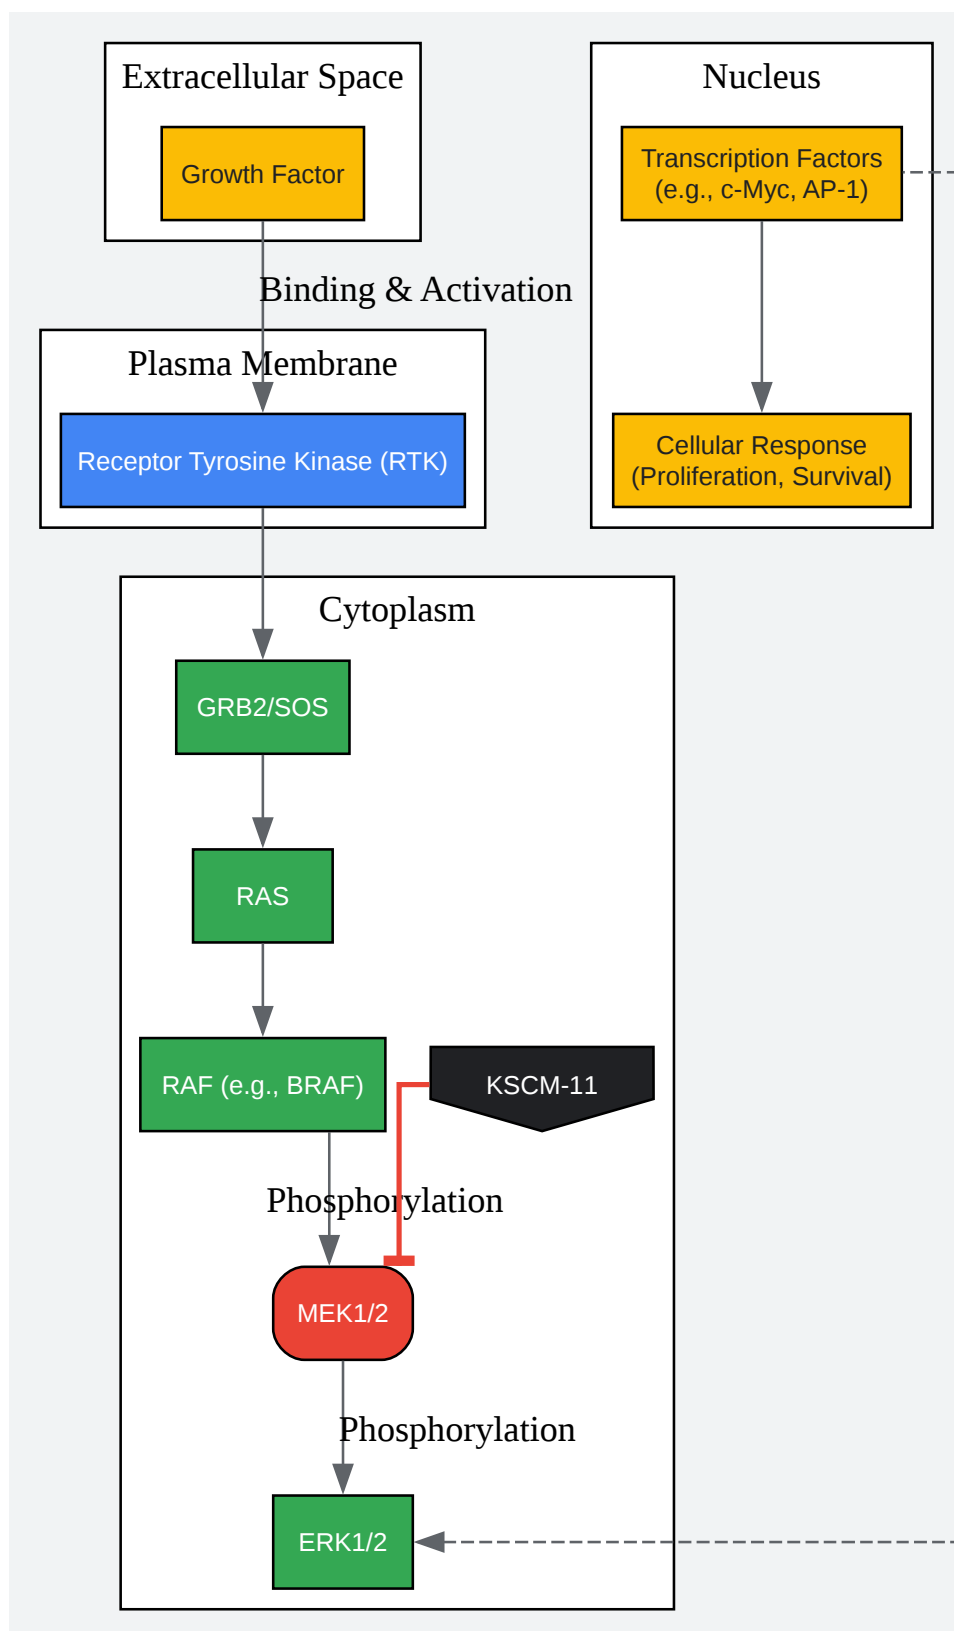 Extracellular Space
Growth Factor
Binding & Activation
Plasma Membrane
Receptor Tyrosine Kinase (RTK)
Nucleus
Transcription Factors
(e.g., c-Myc, AP-1)
Cellular Response
(Proliferation, Survival)
Cytoplasm
GRB2/SOS
RAS
RAF (e.g., BRAF)
KSCM-11
Phosphorylation
MEK1/2
Phosphorylation
ERK1/2